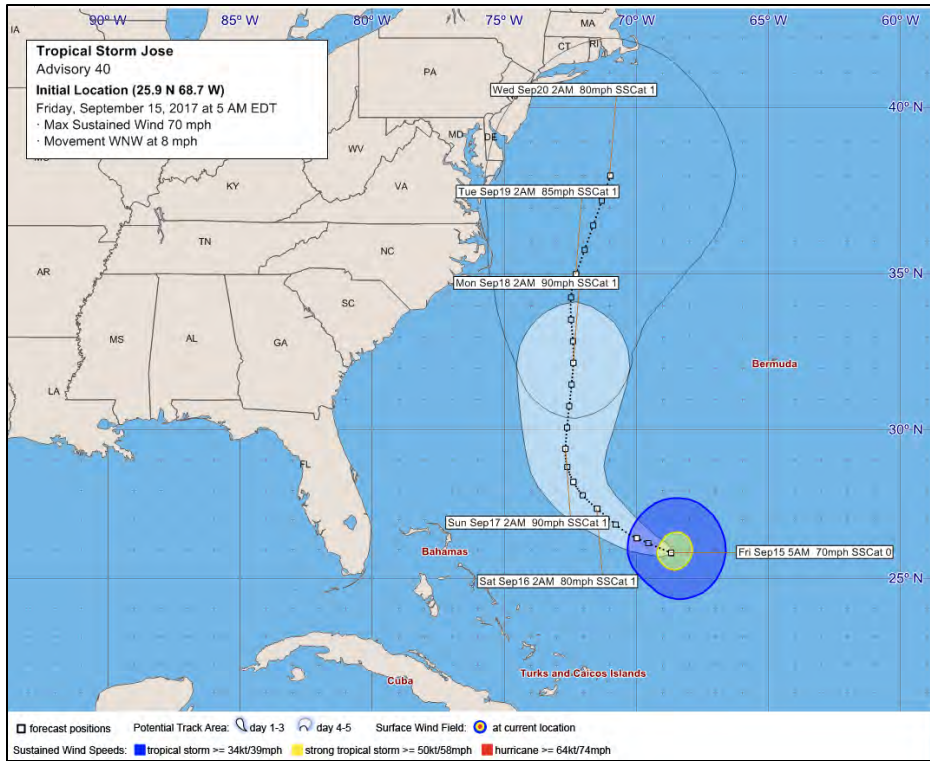 90° W
80° W
75° W
70° W
65° W
60° W
IA
MA
CT
RI
Tropical Storm Jose
Advisory 40
Initial Location (25.9 N 68.7 W)
Friday, September 15, 2017 at 5 AM EDT
· Max Sustained Wind 70 mph
· Movement WNW at 8 mph
PA
Wed Sep20 2AM 80mph SSCat 1
40° N
MD
DE
WV
KY
VA
Tue Sep19 2AM 85mph SSCat 1
TN
NC
AR
35° N
Mon Sep18 2AM 90mph SSCat 1
SC
MS
AL
GA
Bermuda
LA
30° N
FL
Sun Sep17 2AM 90mph SSCat 1
Bahamas
Fri Sep15 5AM 70mph SSCat 0
Sat Sep16 2AM 80mph SSCat 1
25° N
Turks and Caicos Islands
Cuba
forecast positions Potential Track Area: day 1-3 day 4-5 Surface Wind Field: at current location
Sustained Wind Speeds: tropical storm >= 34kt/39mph strong tropical storm >= 50kt/58mph hurricane >= 64kt/74mph